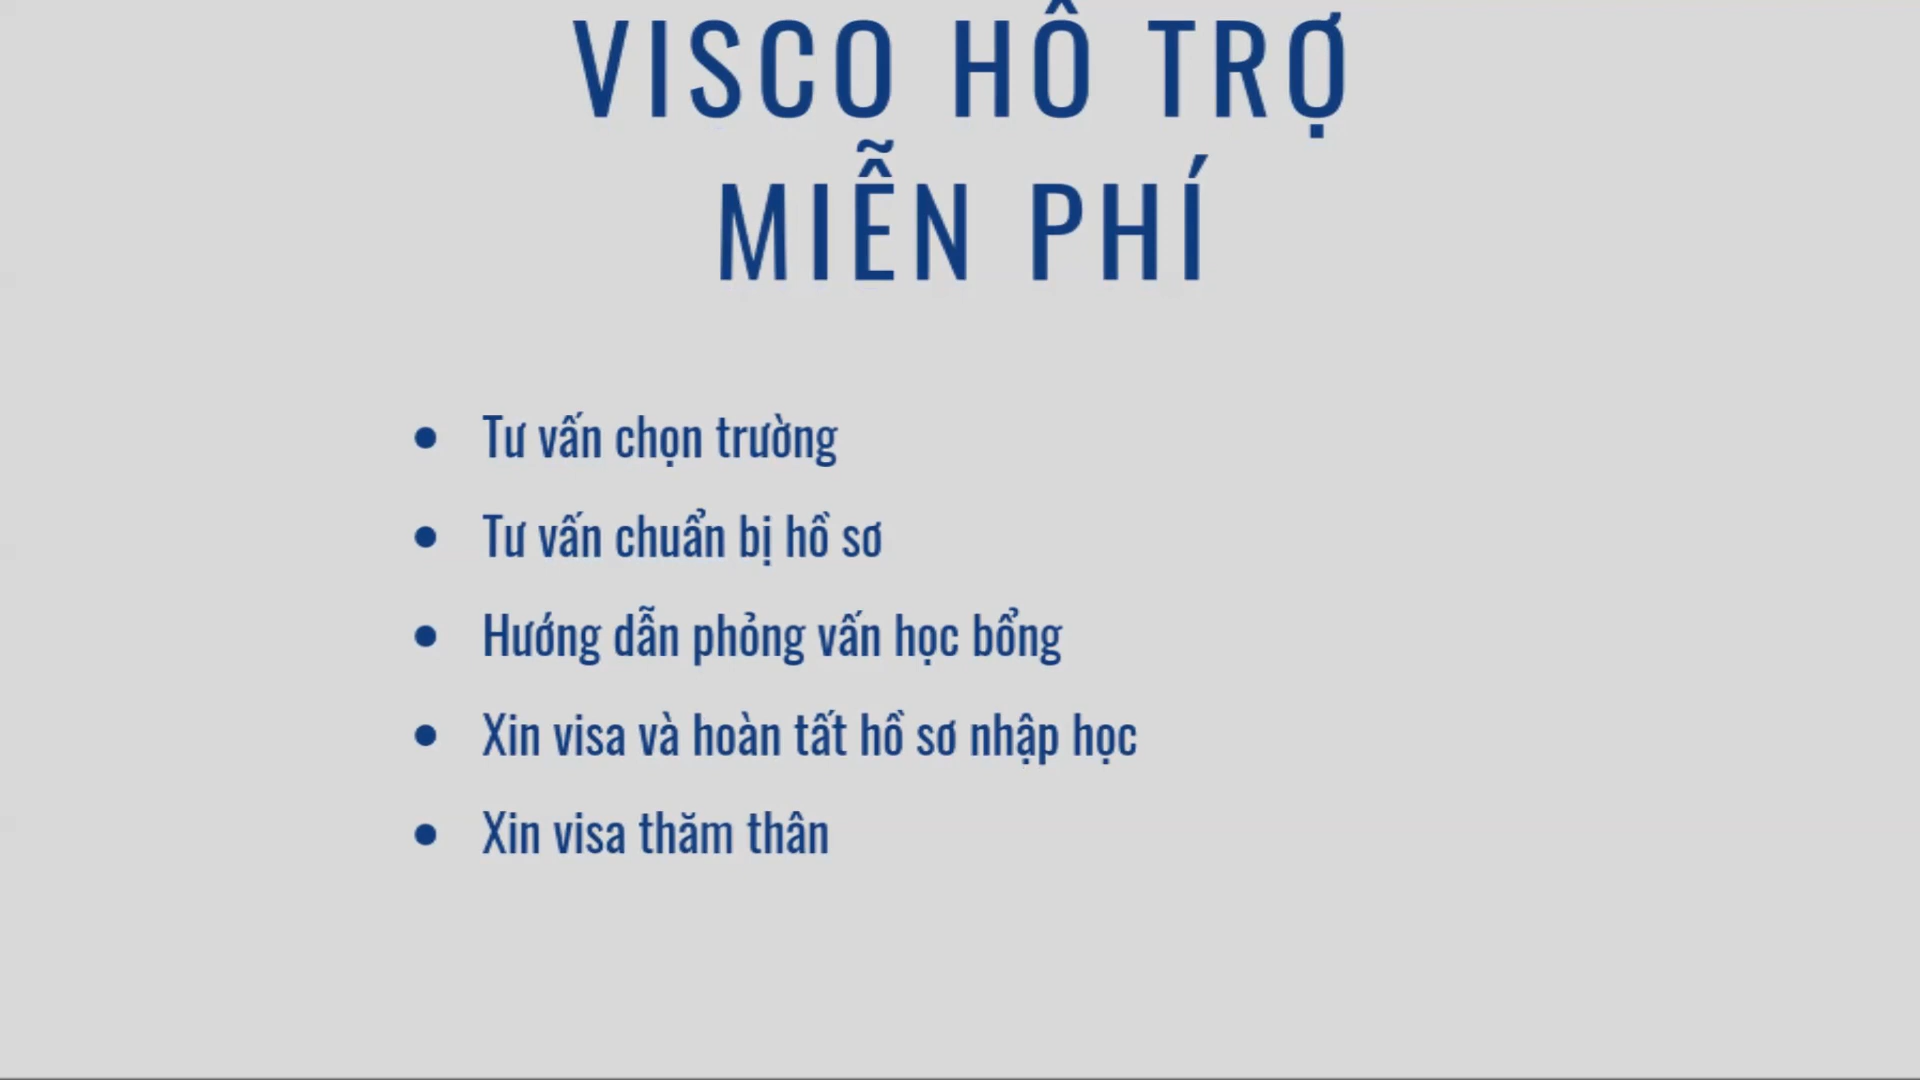 VISCO HỖ TRỢ
MIỄN PHÍ
Tư vấn chọn trường
Tư vấn chuẩn bị hồ sơ
Hướng dẫn phỏng vấn học bổng
Xin visa và hoàn tất hồ sơ nhập học
Xin visa thăm thân